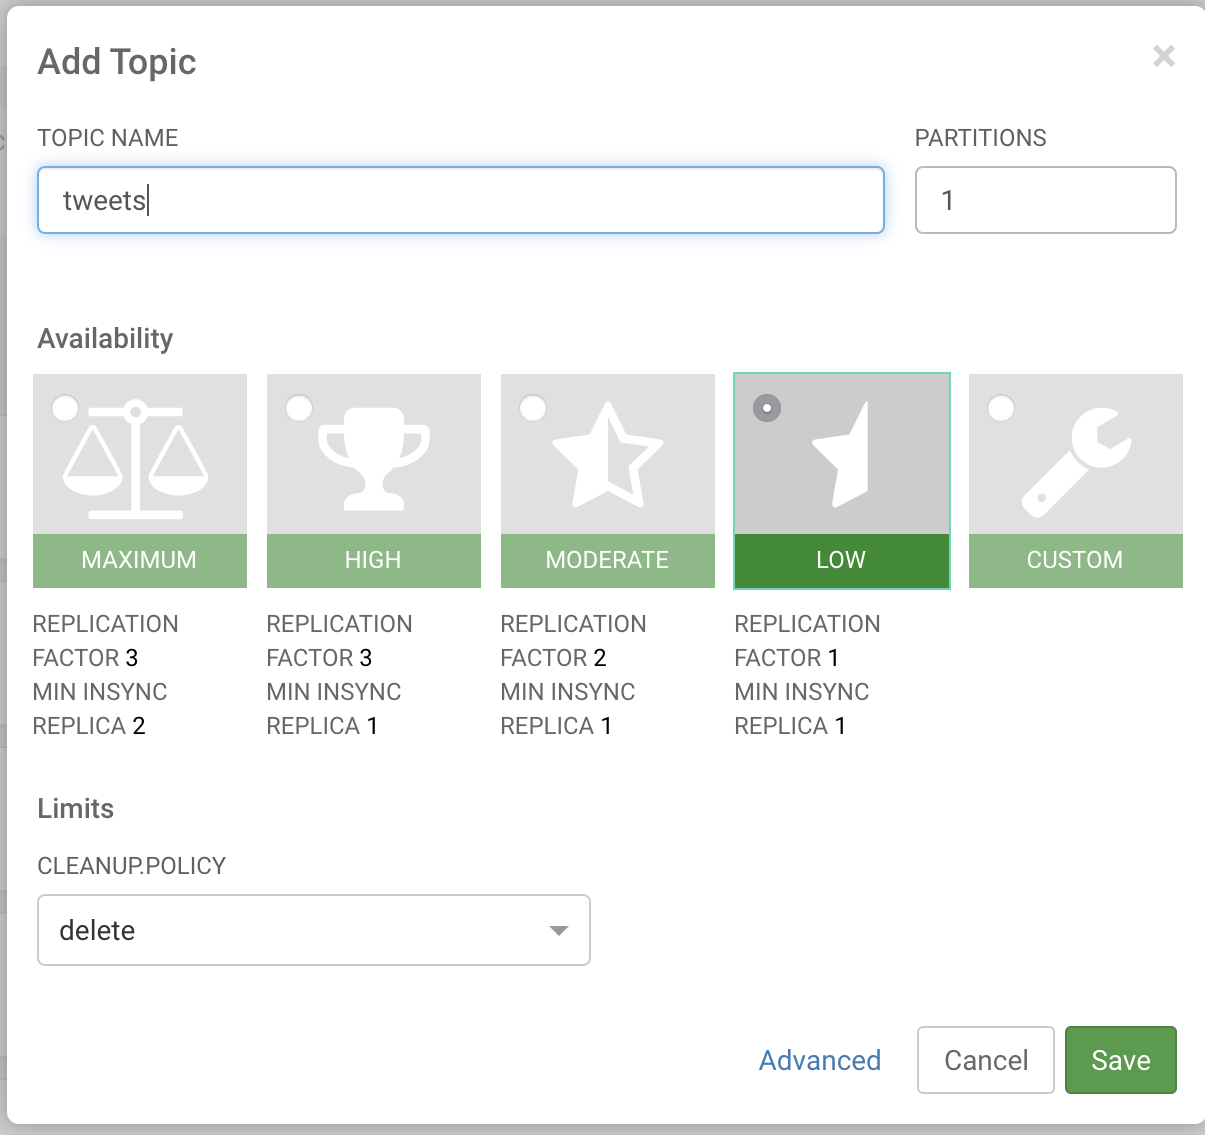 Add Topic
TOPIC NAME
PARTITIONS
tweets
1
Availability
MAXIMUM
HIGH
MODERATE
LOW
CUSTOM
REPLICATION
FACTOR 3
MIN INSYNC
REPLICA 2
REPLICATION
FACTOR 3
MIN INSYNC
REPLICA 1
REPLICATION
FACTOR 2
MIN INSYNC
REPLICA 1
REPLICATION
FACTOR 1
MIN INSYNC
REPLICA 1
Limits
CLEANUP.POLICY
delete
Advanced
Cancel
Save